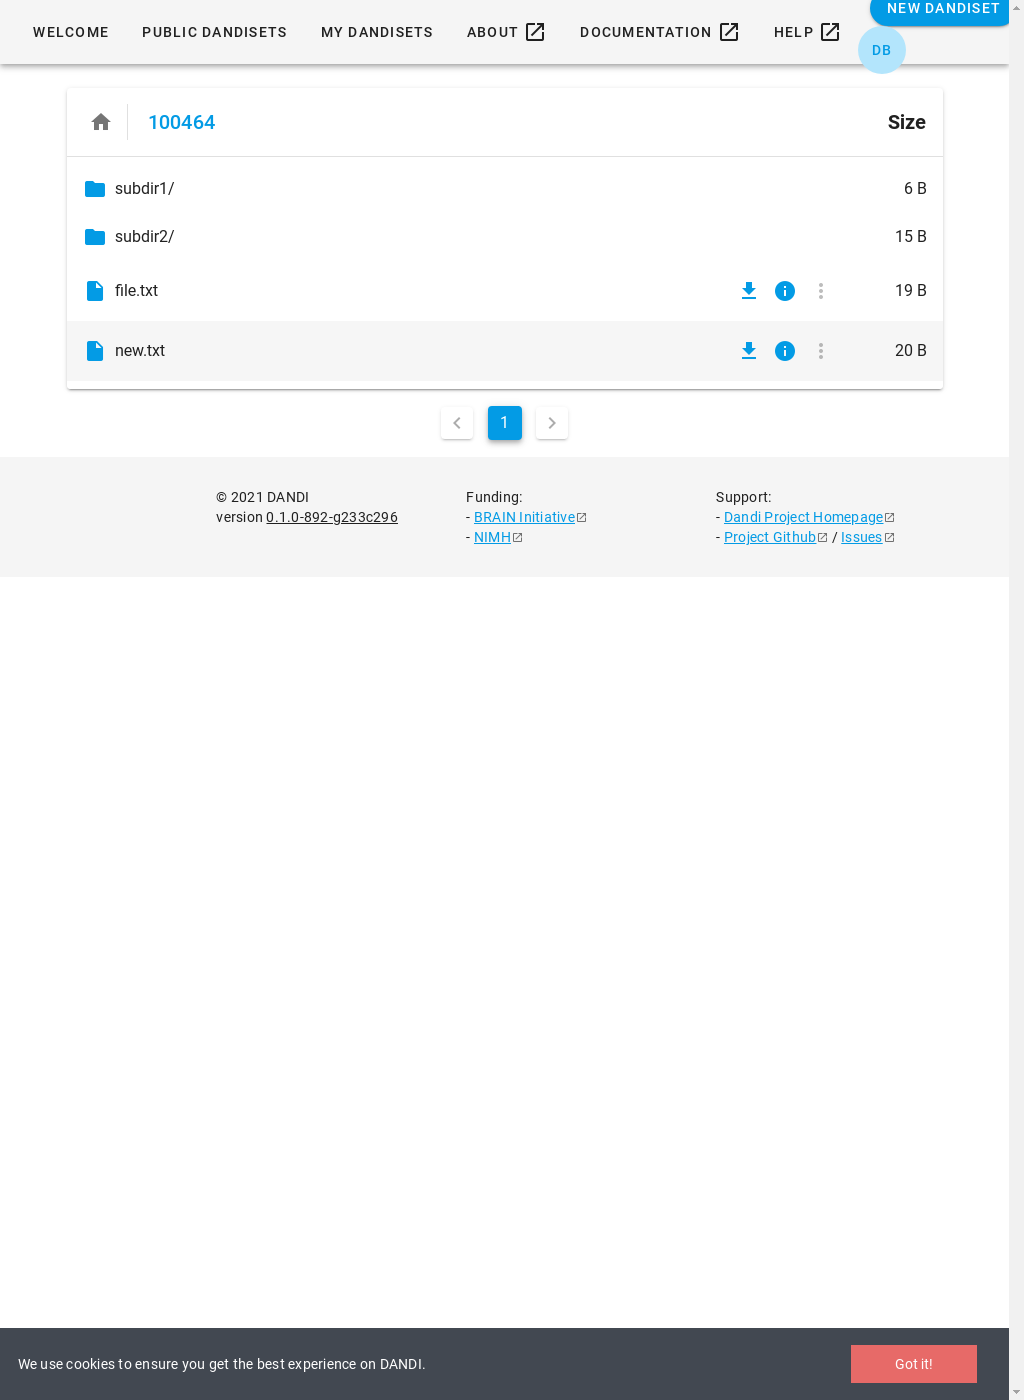 NEW DANDISET
WELCOME PUBLIC DANDISETS MY DANDISETS ABOUT DOCUMENTATION HELP
DB
100464 Size
subdir1/ 6 B
subdir2/ 15 B
file.txt 19 B
new.txt 20 B
1
© 2021 DANDI
version 0.1.0-892-g233c296
Funding:
- BRAIN Initiative
- NIMH
Support:
- Dandi Project Homepage
- Project Github / Issues
We use cookies to ensure you get the best experience on DANDI. Got it!